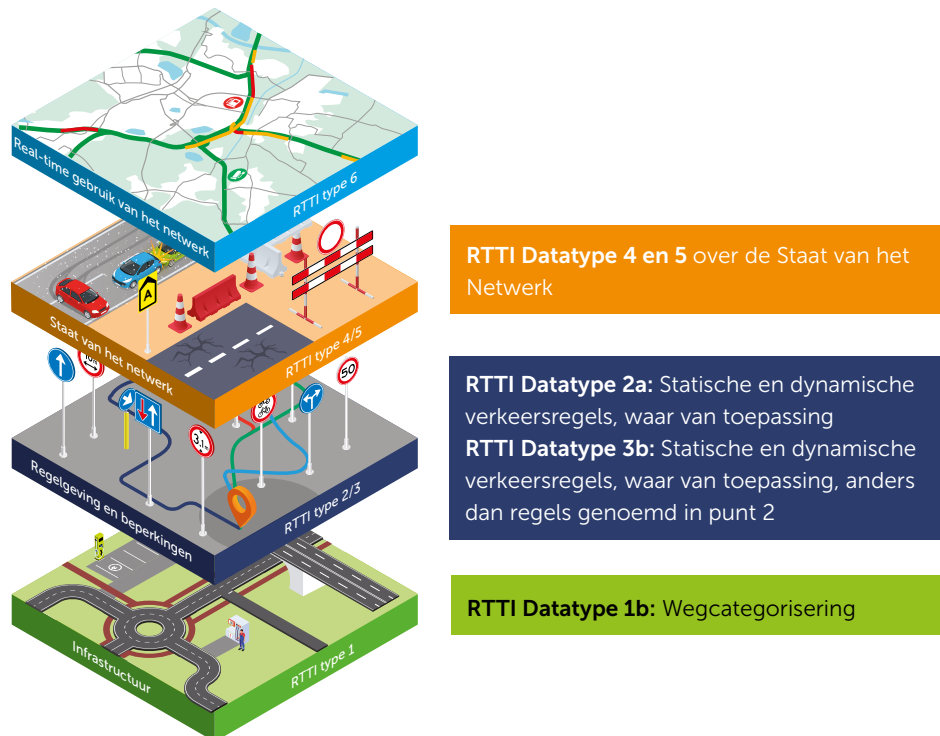 Real-time gebruik van het netwerk
RTTI type 6
A
Staat van het netwerk
RTTI type 4/5
50
3,1m
Regelgeving en beperkingen
RTTI type 2/3
Infrastructuur
RTTI type 1
RTTI Datatype 4 en 5 over de Staat van het
Netwerk
RTTI Datatype 2a: Statische en dynamische
verkeersregels, waar van toepassing
RTTI Datatype 3b: Statische en dynamische
verkeersregels, waar van toepassing, anders
dan regels genoemd in punt 2
RTTI Datatype 1b: Wegcategorisering